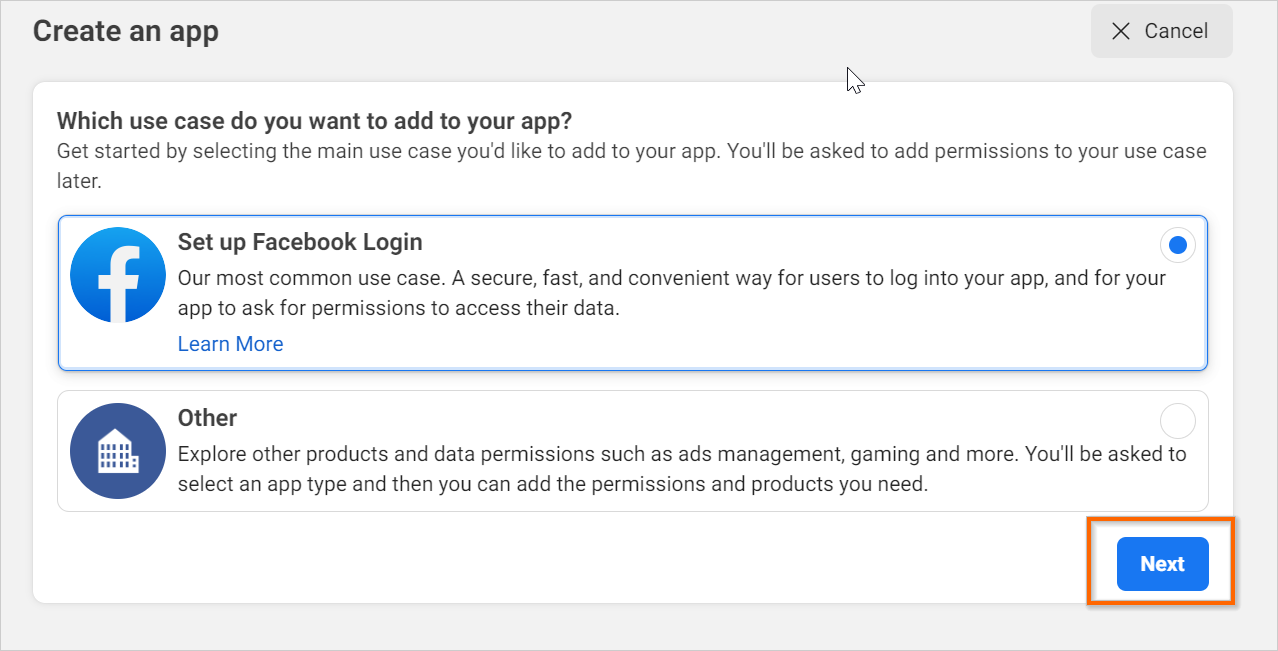 Create an app
Cancel
Which use case do you want to add to your app?
Get started by selecting the main use case you'd like to add to your app. You'll be asked to add permissions to your use case
later.
Set up Facebook Login
Our most common use case. A secure, fast, and convenient way for users to log into your app, and for your
app to ask for permissions to access their data.
Learn More
Other
Explore other products and data permissions such as ads management, gaming and more. You'll be asked to
select an app type and then you can add the permissions and products you need.
Next